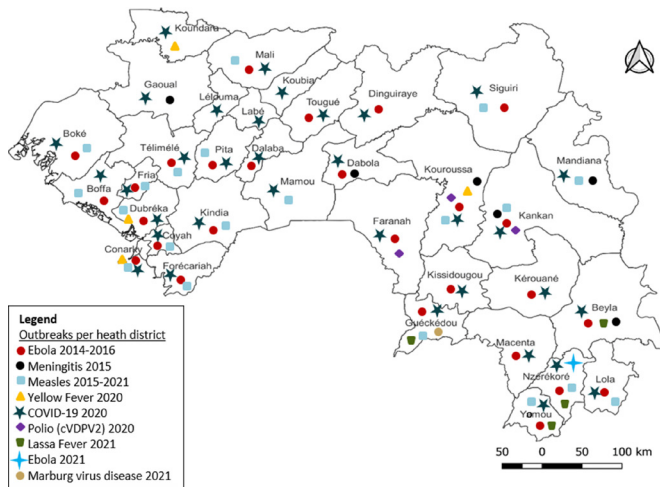 Koundara
Mali
Gaoual
Koubia
Siguiri
Lélouma
Tougué
Dinguiraye
Labé
Boké
Télimélé
Pita
Dalaba
Mandiana
Dabola
Kouroussa
Fria
Mamou
Boffa
Kankan
Dubréka
Kindia
Faranah
Coyah
Conakry
Forécariah
Kissidougou
Kérouané
Beyla
Guéckédou
Macenta
Nzérékoré
Lola
Yomou
Legend
Outbreaks per heath district
Ebola 2014-2016
Meningitis 2015
Measles 2015-2021
Yellow Fever 2020
COVID-19 2020
Polio (cVDPV2) 2020
Lassa Fever 2021
Ebola 2021
Marburg virus disease 2021
50 0 50 100 km